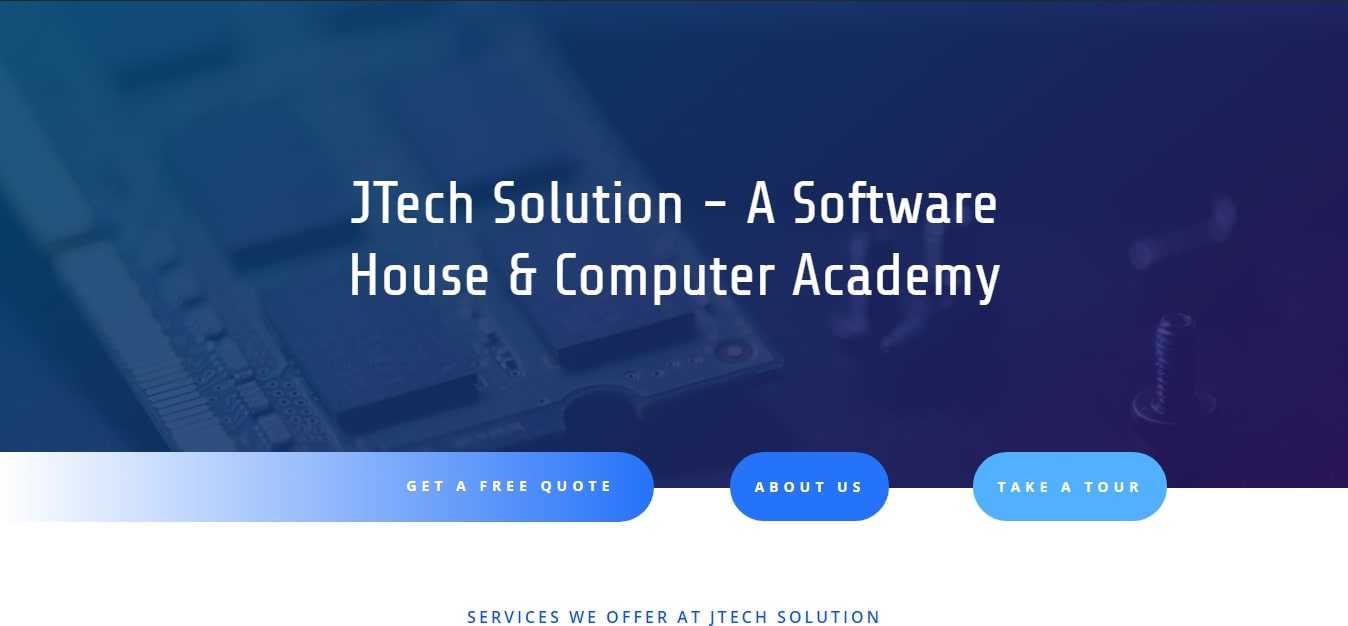 JTech Solution – A Software
House & Computer Academy
GET A FREE QUOTE
ABOUT US
TAKE A TOUR
SERVICES WE OFFER AT JTECH SOLUTION